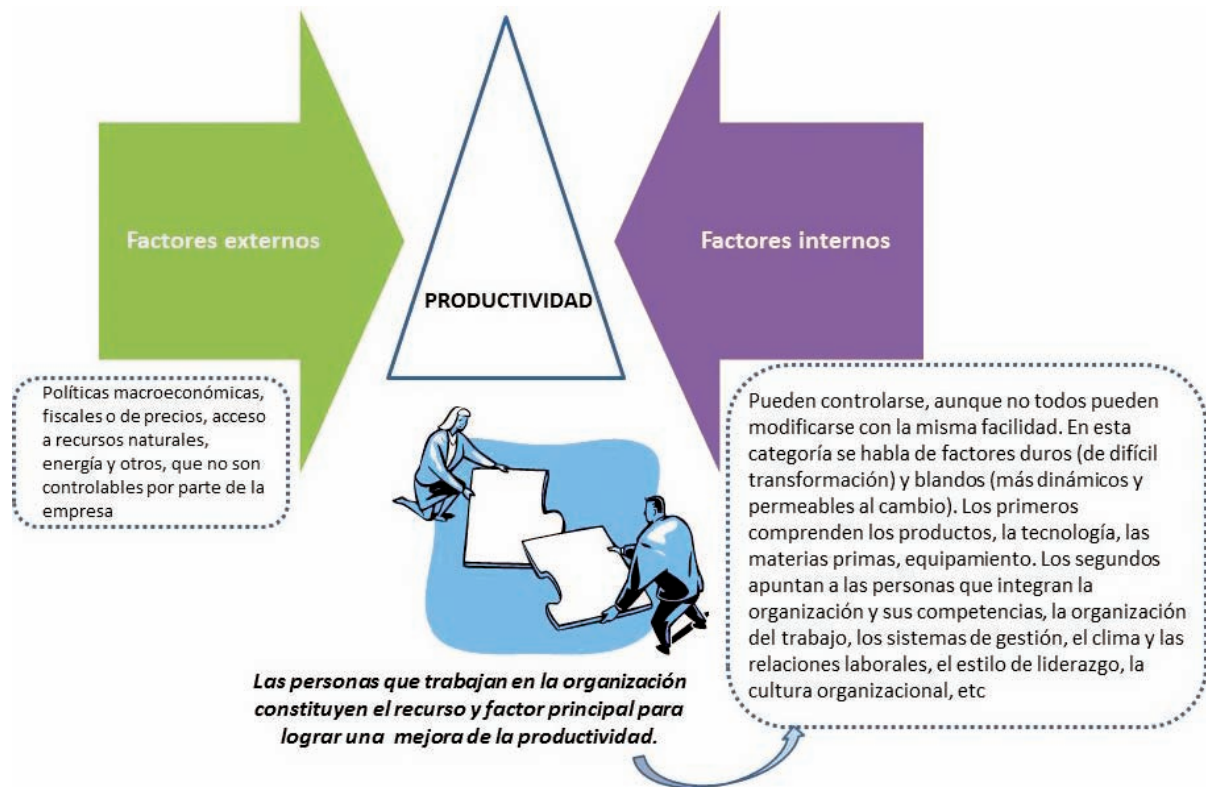 Factores externos
PRODUCTIVIDAD
Factores internos
Políticas macroeconómicas,
fiscales o de precios, acceso
a recursos naturales,
energía y otros, que no son
controlables por parte de la
empresa
Pueden controlarse, aunque no todos pueden
modificarse con la misma facilidad. En esta
categoría se habla de factores duros (de difícil
transformación) y blandos (más dinámicos y
permeables al cambio). Los primeros
comprenden los productos, la tecnología, las
materias primas, equipamiento. Los segundos
apuntan a las personas que integran la
organización y sus competencias, la organización
del trabajo, los sistemas de gestión, el clima y las
relaciones laborales, el estilo de liderazgo, la
cultura organizacional, etc
Las personas que trabajan en la organización
constituyen el recurso y factor principal para
lograr una mejora de la productividad.